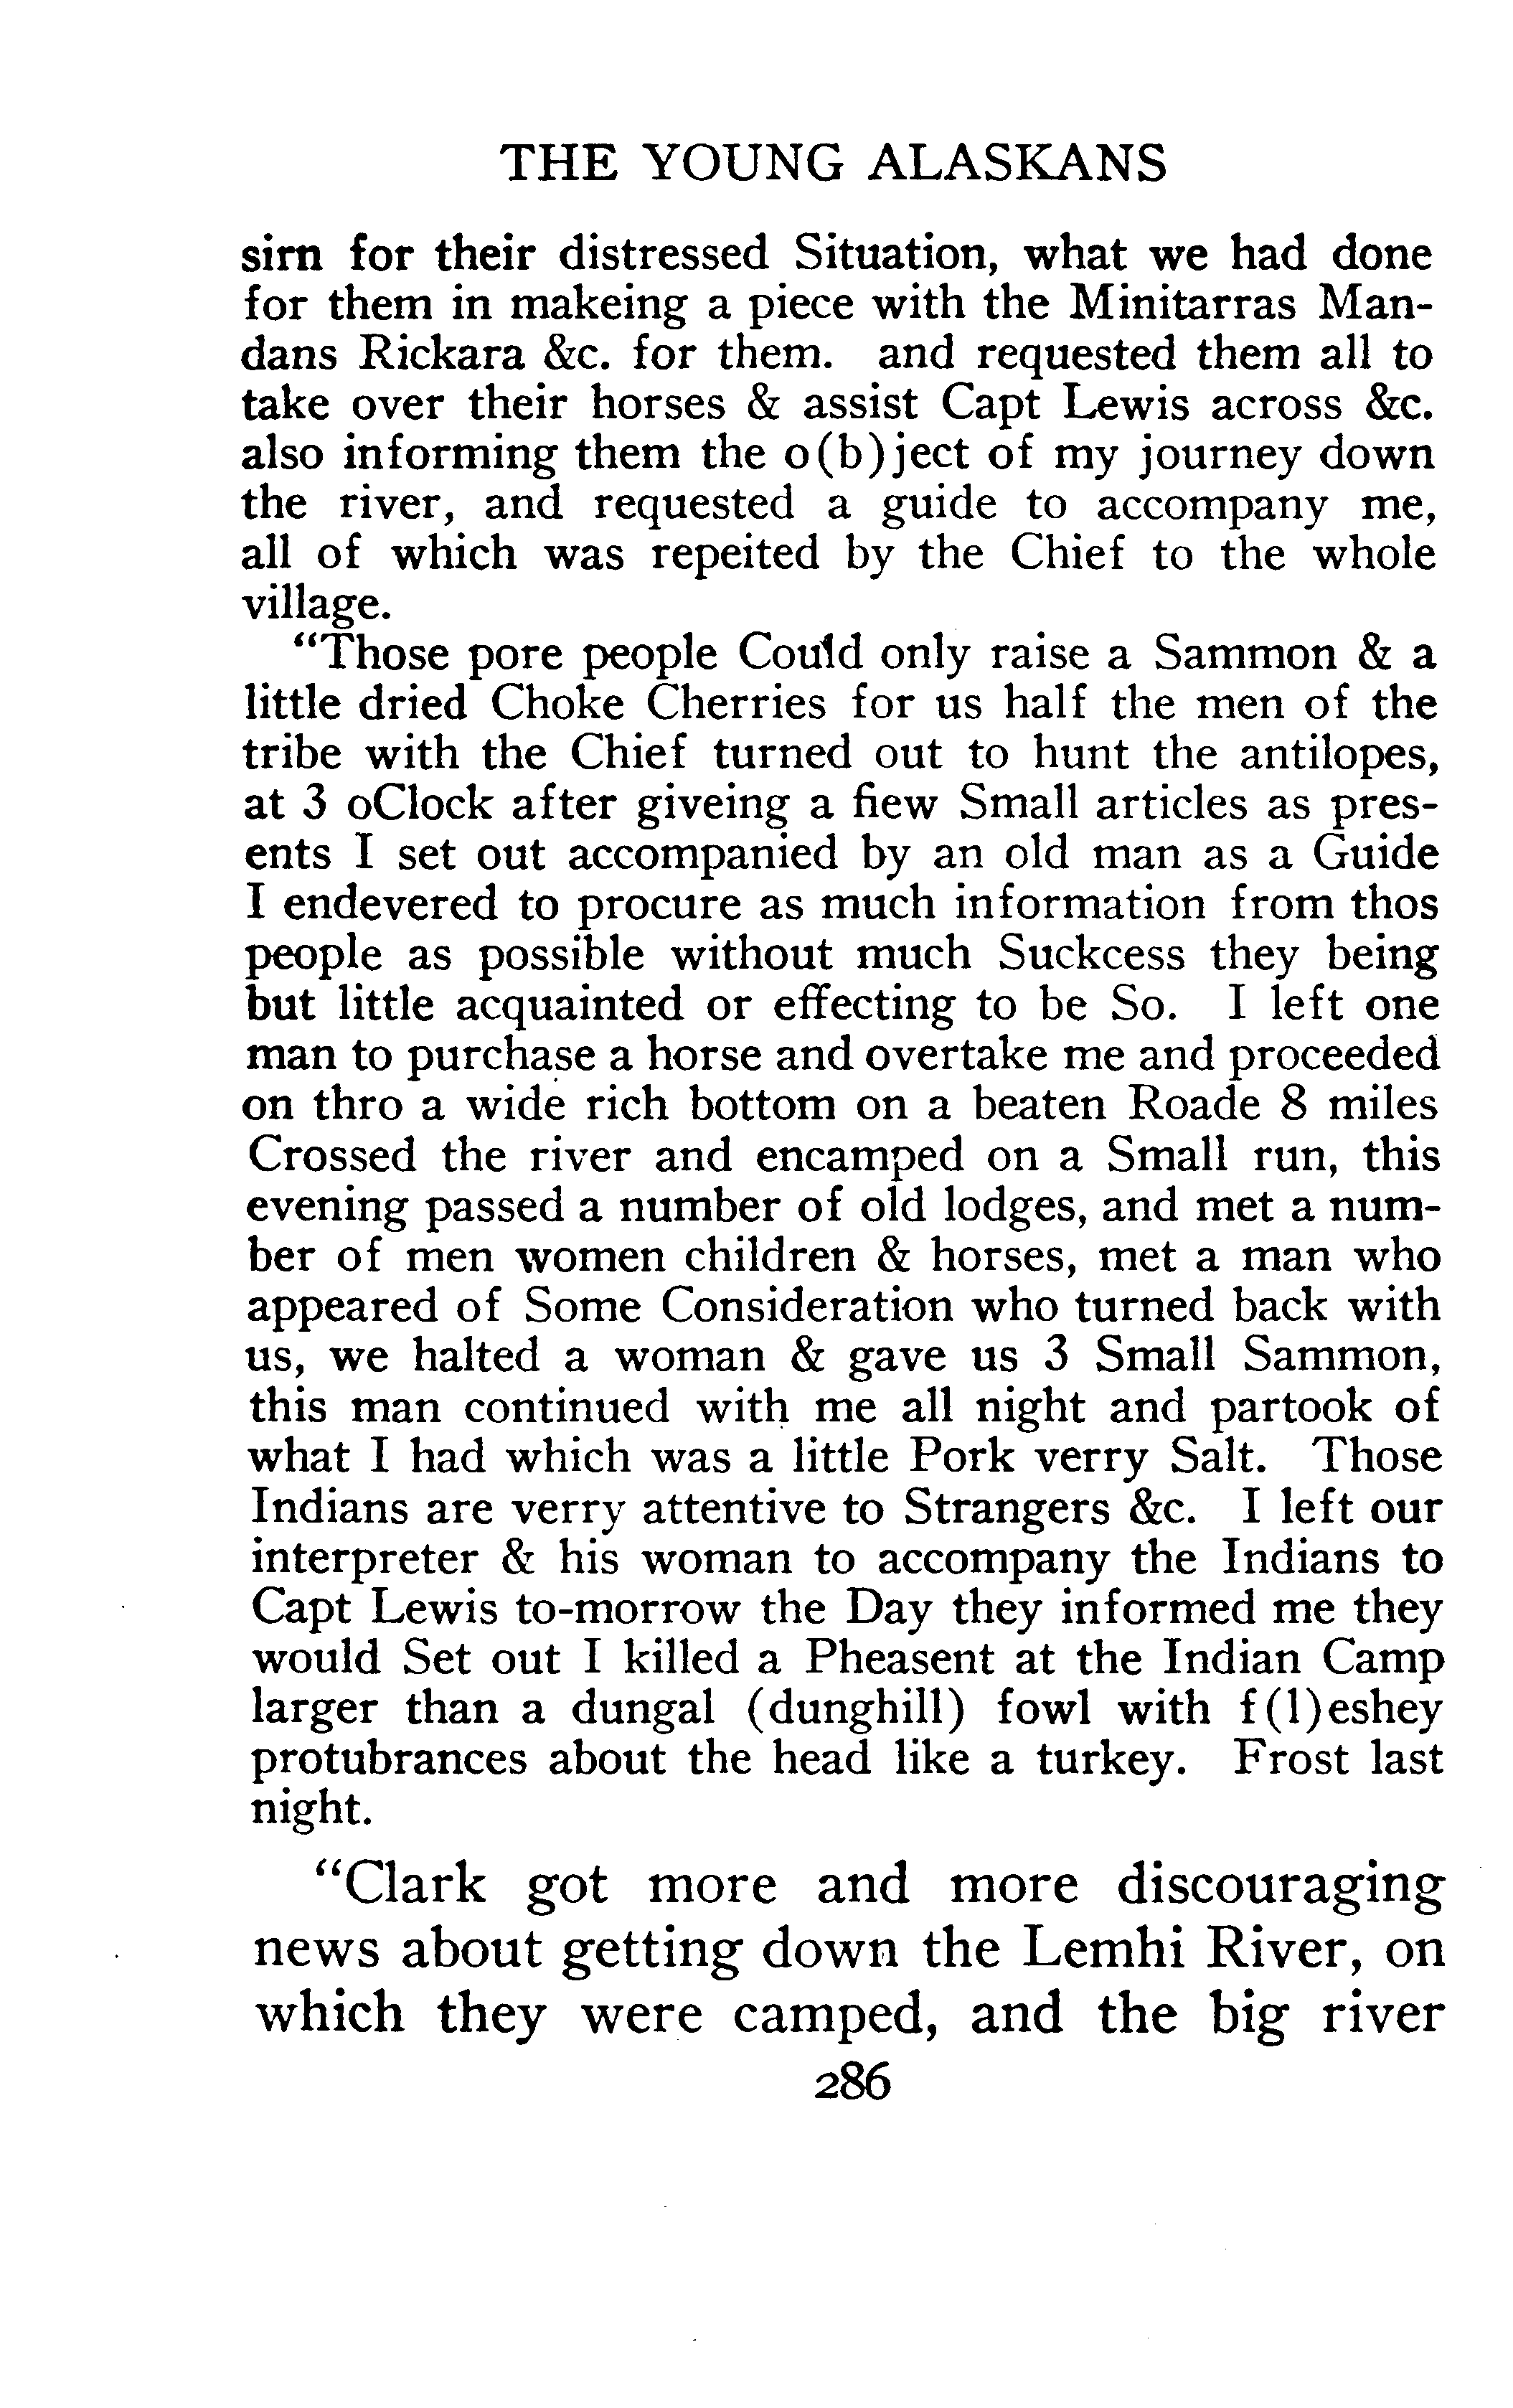 THE YOUNG ALASKANS
sirn for their distressed Situation, what we had done
for them in makeing a piece with the Minitarras Man-
dans Rickara &c. for them. and requested them all to
take over their horses & assist Capt Lewis across &c.
also informing them the o(b)ject of my journey down
the river, and requested a guide to accompany me,
all of which was repeited by the Chief to the whole
village.
"Those pore people Could only raise a Sammon & a
little dried Choke Cherries for us half the men of the
tribe with the Chief turned out to hunt the antilopes,
at 3 oClock after giveing a fiew Small articles as pres-
ents I set out accompanied by an old man as a Guide
I endevered to procure as much information from thos
people as possible without much Suckcess they being
but little acquainted or effecting to be So. I left one
man to purchase a horse and overtake me and proceeded
on thro a wide rich bottom on a beaten Roade 8 miles
Crossed the river and encamped on a Small run, this
evening passed a number of old lodges, and met a num-
ber of men women children & horses, met a man who
appeared of Some Consideration who turned back with
us, we halted a woman & gave us 3 Small Sammon,
this man continued with me all night and partook of
what I had which was a little Pork verry Salt. Those
Indians are verry attentive to Strangers &c. I left our
interpreter & his woman to accompany the Indians to
Capt Lewis to-morrow the Day they informed me they
would Set out I killed a Pheasent at the Indian Camp
larger than a dungal (dunghill) fowl with f(l)eshey
protubrances about the head like a turkey. Frost last
night.
"Clark got more and more discouraging
news about getting down the Lemhi River, on
which they were camped, and the big river
286